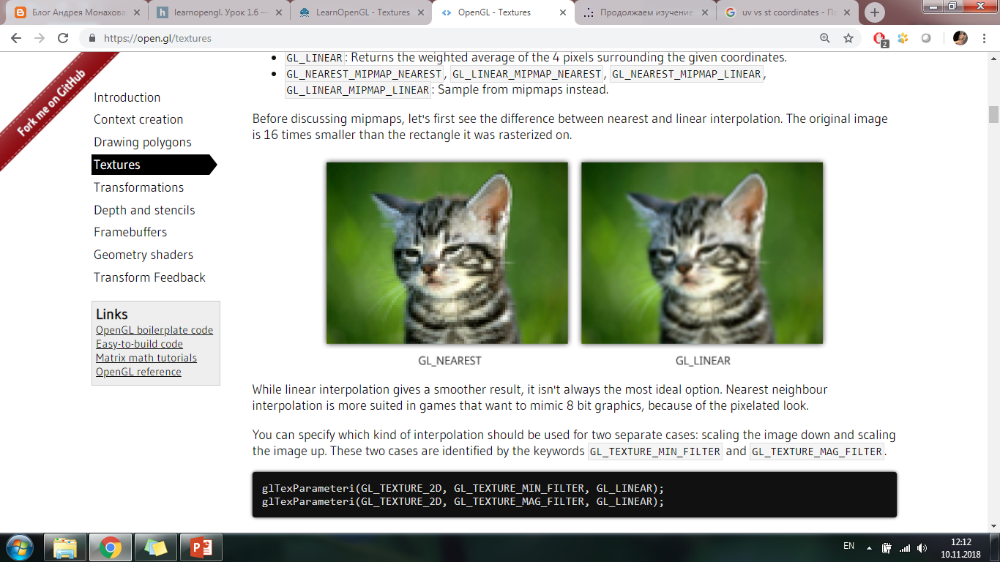 Блог Андрея Монахова
learnopengl. Урок 1.6 —
LearnOpenGL - Textures
OpenGL - Textures
Продолжаем изучение
uv vs st coordinates - По
https://open.gl/textures
2
Fork me on GitHub
Introduction
Context creation
Drawing polygons
Textures
Transformations
Depth and stencils
Framebuffers
Geometry shaders
Transform Feedback
Links
OpenGL boilerplate code
Easy-to-build code
Matrix math tutorials
OpenGL reference
GL_LINEAR: Returns the weighted average of the 4 pixels surrounding the given coordinates.
GL_NEAREST_MIPMAP_NEAREST, GL_LINEAR_MIPMAP_NEAREST, GL_NEAREST_MIPMAP_LINEAR,
GL_LINEAR_MIPMAP_LINEAR: Sample from mipmaps instead.
Before discussing mipmaps, let's first see the difference between nearest and linear interpolation. The original image
is 16 times smaller than the rectangle it was rasterized on.
GL_NEAREST
GL_LINEAR
While linear interpolation gives a smoother result, it isn't always the most ideal option. Nearest neighbour
interpolation is more suited in games that want to mimic 8 bit graphics, because of the pixelated look.
You can specify which kind of interpolation should be used for two separate cases: scaling the image down and scaling
the image up. These two cases are identified by the keywords GL_TEXTURE_MIN_FILTER and GL_TEXTURE_MAG_FILTER.
glTexParameteri(GL_TEXTURE_2D, GL_TEXTURE_MIN_FILTER, GL_LINEAR);
glTexParameteri(GL_TEXTURE_2D, GL_TEXTURE_MAG_FILTER, GL_LINEAR);
EN
12:12
10.11.2018